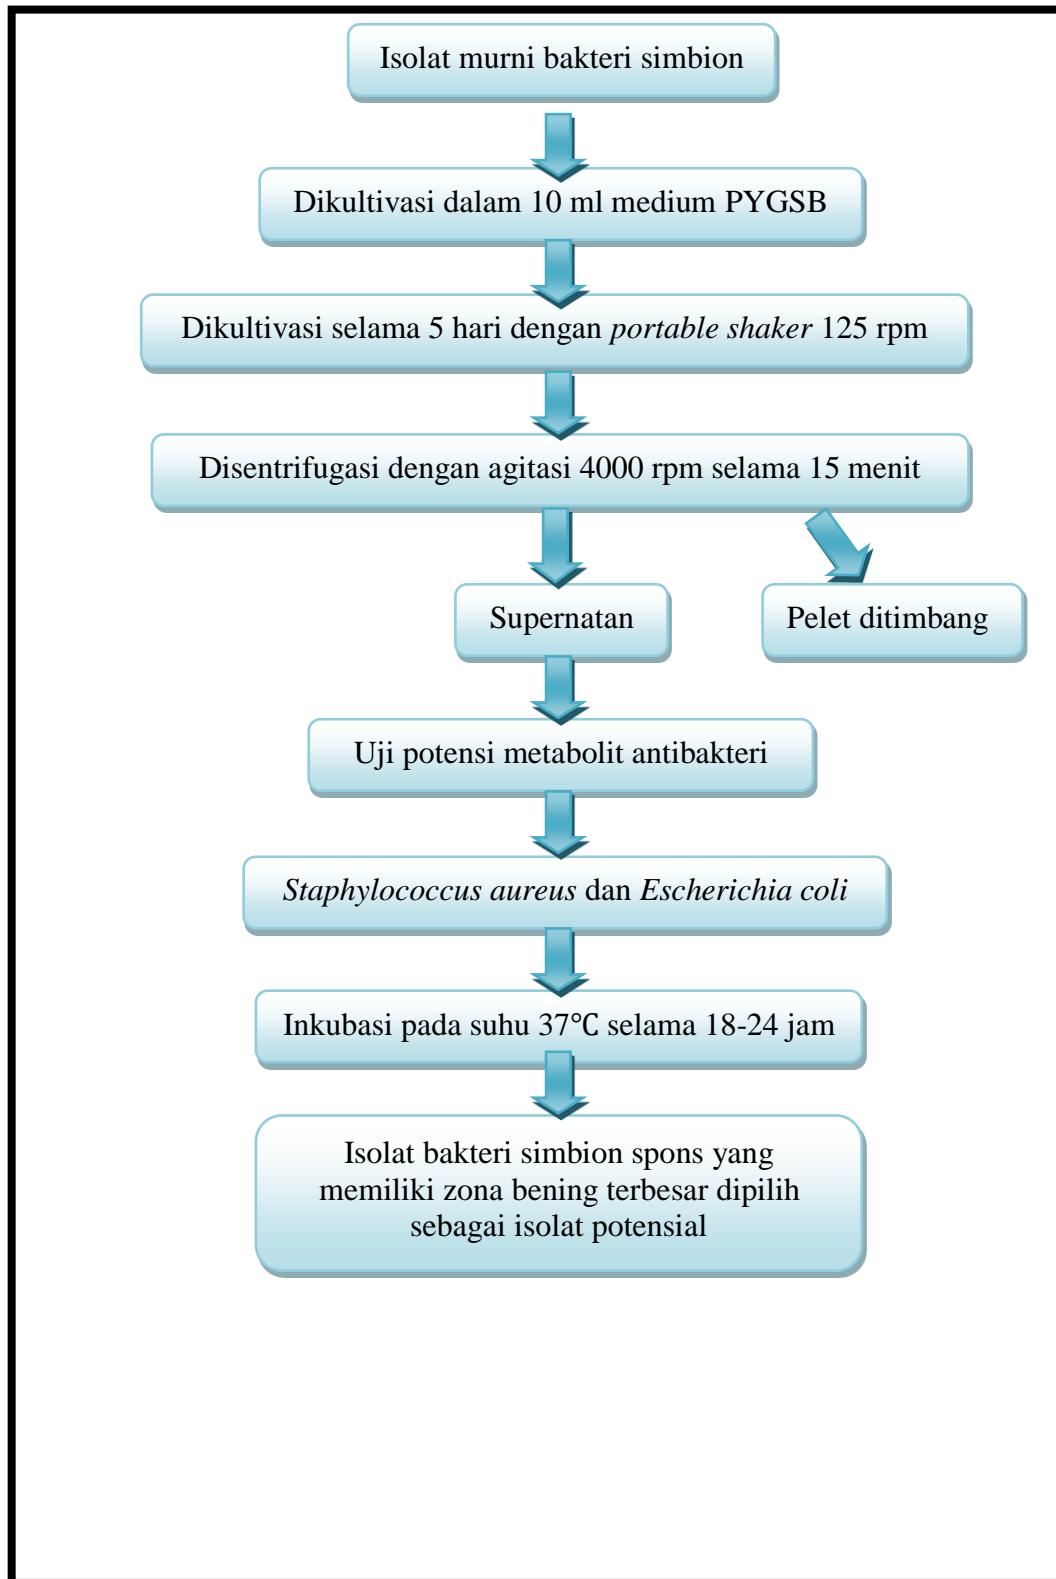 Isolat murni bakteri simbion
Dikultivasi dalam 10 ml medium PYGSB
Dikultivasi selama 5 hari dengan portable shaker 125 rpm
Disentrifugasi dengan agitasi 4000 rpm selama 15 menit
Supernatan
Pelet ditimbang
Uji potensi metabolit antibakteri
Staphylococcus aureus dan Escherichia coli
Inkubasi pada suhu 37℃ selama 18-24 jam
Isolat bakteri simbion spons yang
memiliki zona bening terbesar dipilih
sebagai isolat potensial